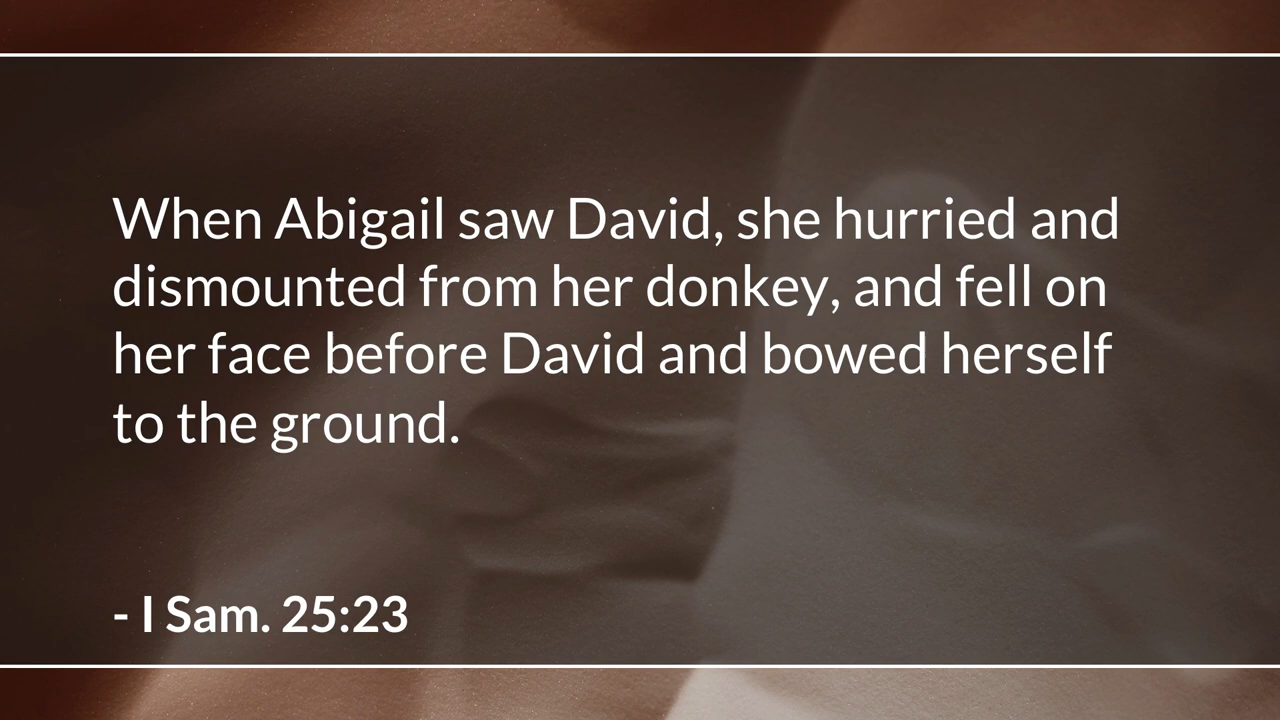 When Abigail saw David, she hurried and
dismounted from her donkey, and fell on
her face before David and bowed herself
to the ground.
- I Sam. 25:23